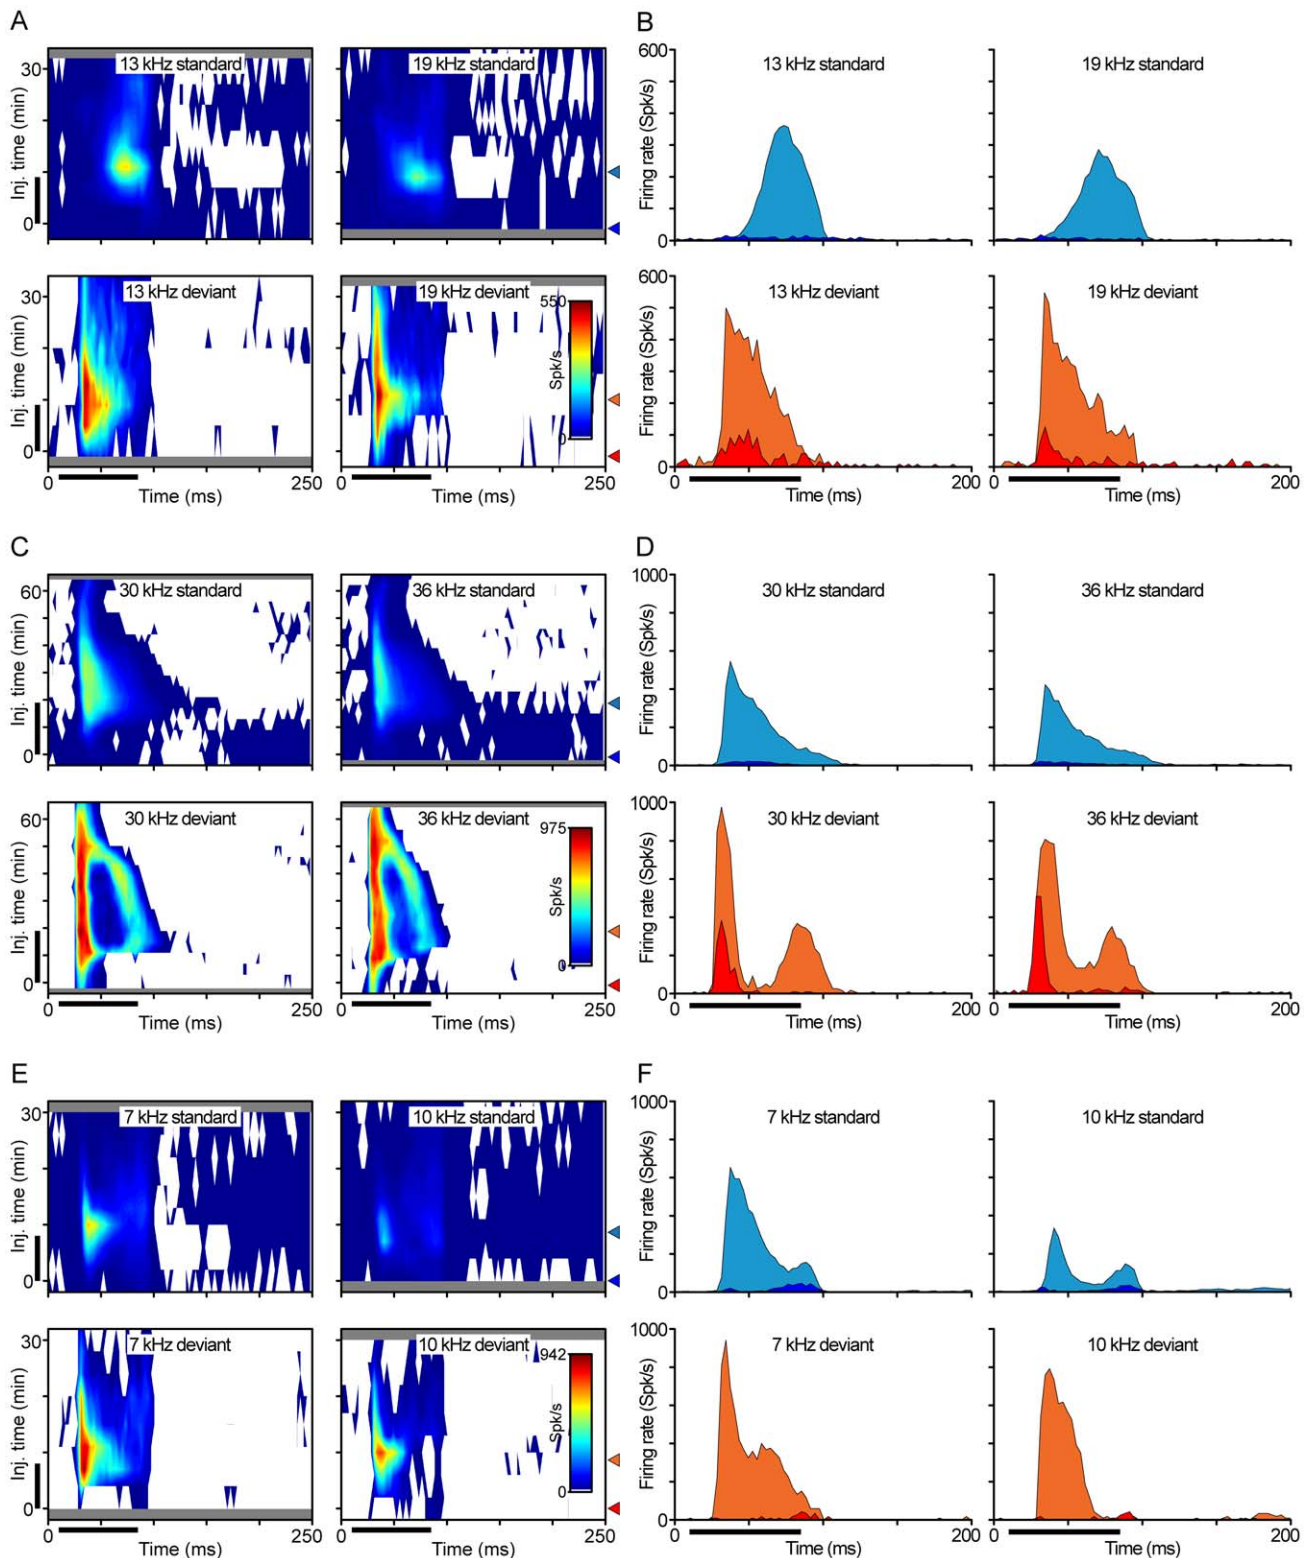 A
B
13 kHz standard
19 kHz standard
30
0
Inj. time (min)
600
0
Firing rate (Spk/s)
13 kHz standard
19 kHz standard
13 kHz deviant
19 kHz deviant
30
0
Inj. time (min)
550
0
Spk/s
0
250
250
Time (ms)
Time (ms)
600
0
Firing rate (Spk/s)
13 kHz deviant
19 kHz deviant
0
200
200
Time (ms)
Time (ms)
C
D
30 kHz standard
36 kHz standard
60
0
Inj. time (min)
1000
0
Firing rate (Spk/s)
30 kHz standard
36 kHz standard
30 kHz deviant
36 kHz deviant
60
0
Inj. time (min)
975
0
Spk/s
0
250
250
Time (ms)
Time (ms)
1000
0
Firing rate (Spk/s)
30 kHz deviant
36 kHz deviant
0
200
200
Time (ms)
Time (ms)
E
F
7 kHz standard
10 kHz standard
30
0
Inj. time (min)
1000
0
Firing rate (Spk/s)
7 kHz standard
10 kHz standard
7 kHz deviant
10 kHz deviant
30
0
Inj. time (min)
942
0
Spk/s
0
250
250
Time (ms)
Time (ms)
1000
0
Firing rate (Spk/s)
7 kHz deviant
10 kHz deviant
0
200
200
Time (ms)
Time (ms)